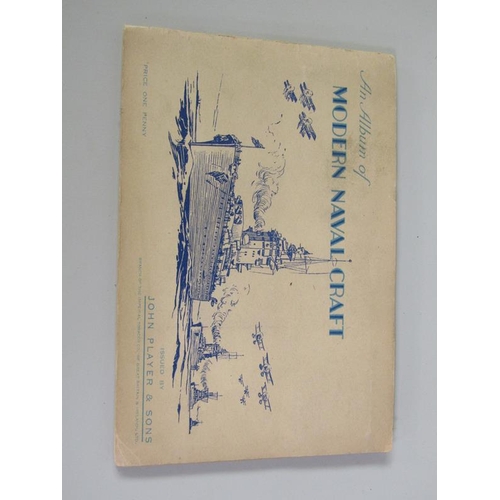 An Album of
MODERN NAVAL CRAFT
PRICE ONE PENNY
ISSUED BY
JOHN PLAYER & SONS